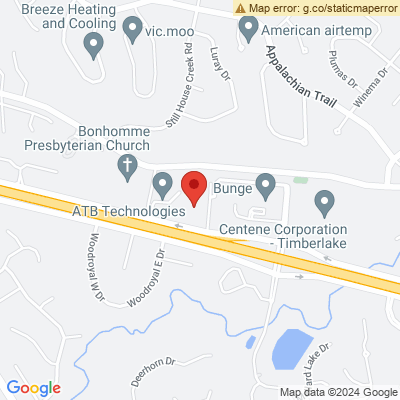 Map error: g.co/staticmaperror
Breeze Heating
and Cooling
vic.moo
American airtemp
Still House Creek Rd
Luray Dr
Appalachian Trail
Plumas Dr
Winema Dr
Bonhomme
Presbyterian Church
Bunge
ATB Technologies
Centene Corporation
- Timberlake
Woodroyal W Dr
Woodroyal E Dr
Deerhorn Dr
ard Lake Dr
Google
Map data ©2024 Google